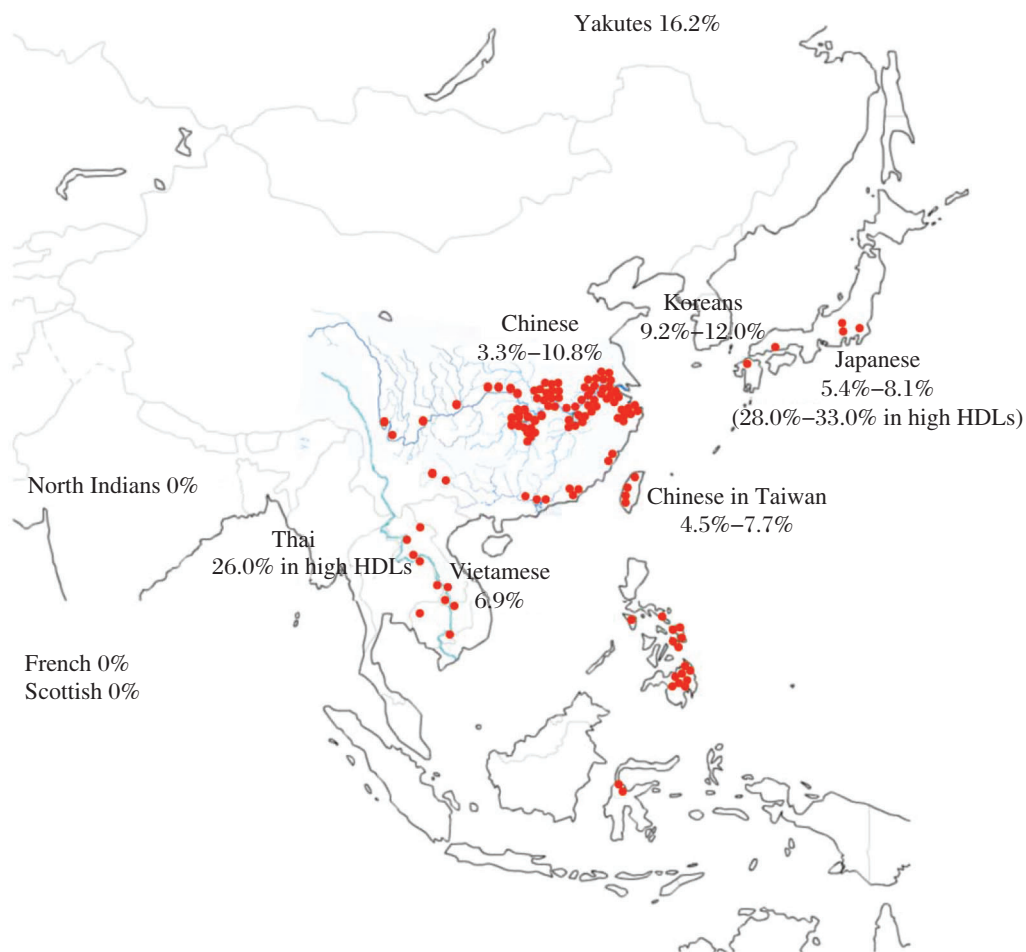 Yakutes 16.2%
Koreans
9.2%–12.0%
Chinese
3.3%–10.8%
Japanese
5.4%–8.1%
(28.0%–33.0% in high HDLs)
North Indians 0%
Chinese in Taiwan
4.5%–7.7%
Thai
26.0% in high HDLs
Vietamese
6.9%
French 0%
Scottish 0%